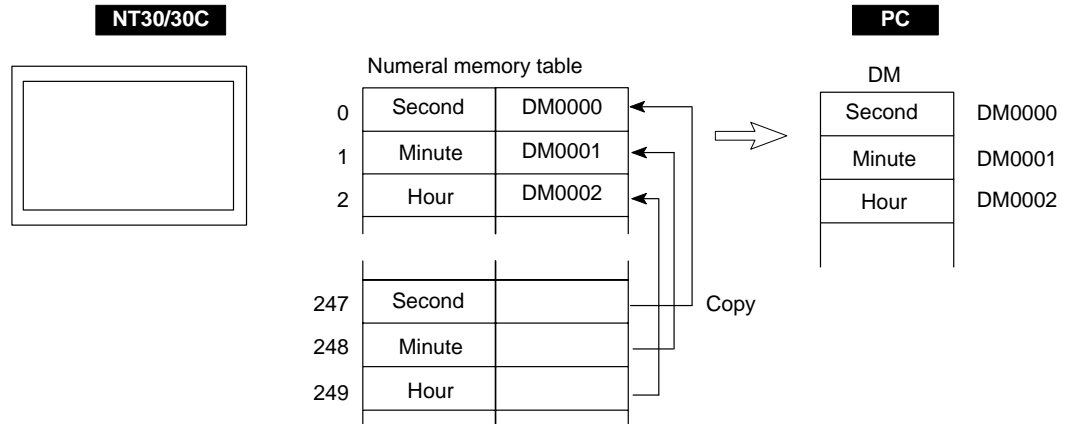 NT30/30C
PC
Numeral memory table
DM
0 Second DM0000
Second DM0000
1 Minute DM0001
Minute DM0001
2 Hour DM0002
Hour DM0002
247 Second
Copy
248 Minute
249 Hour